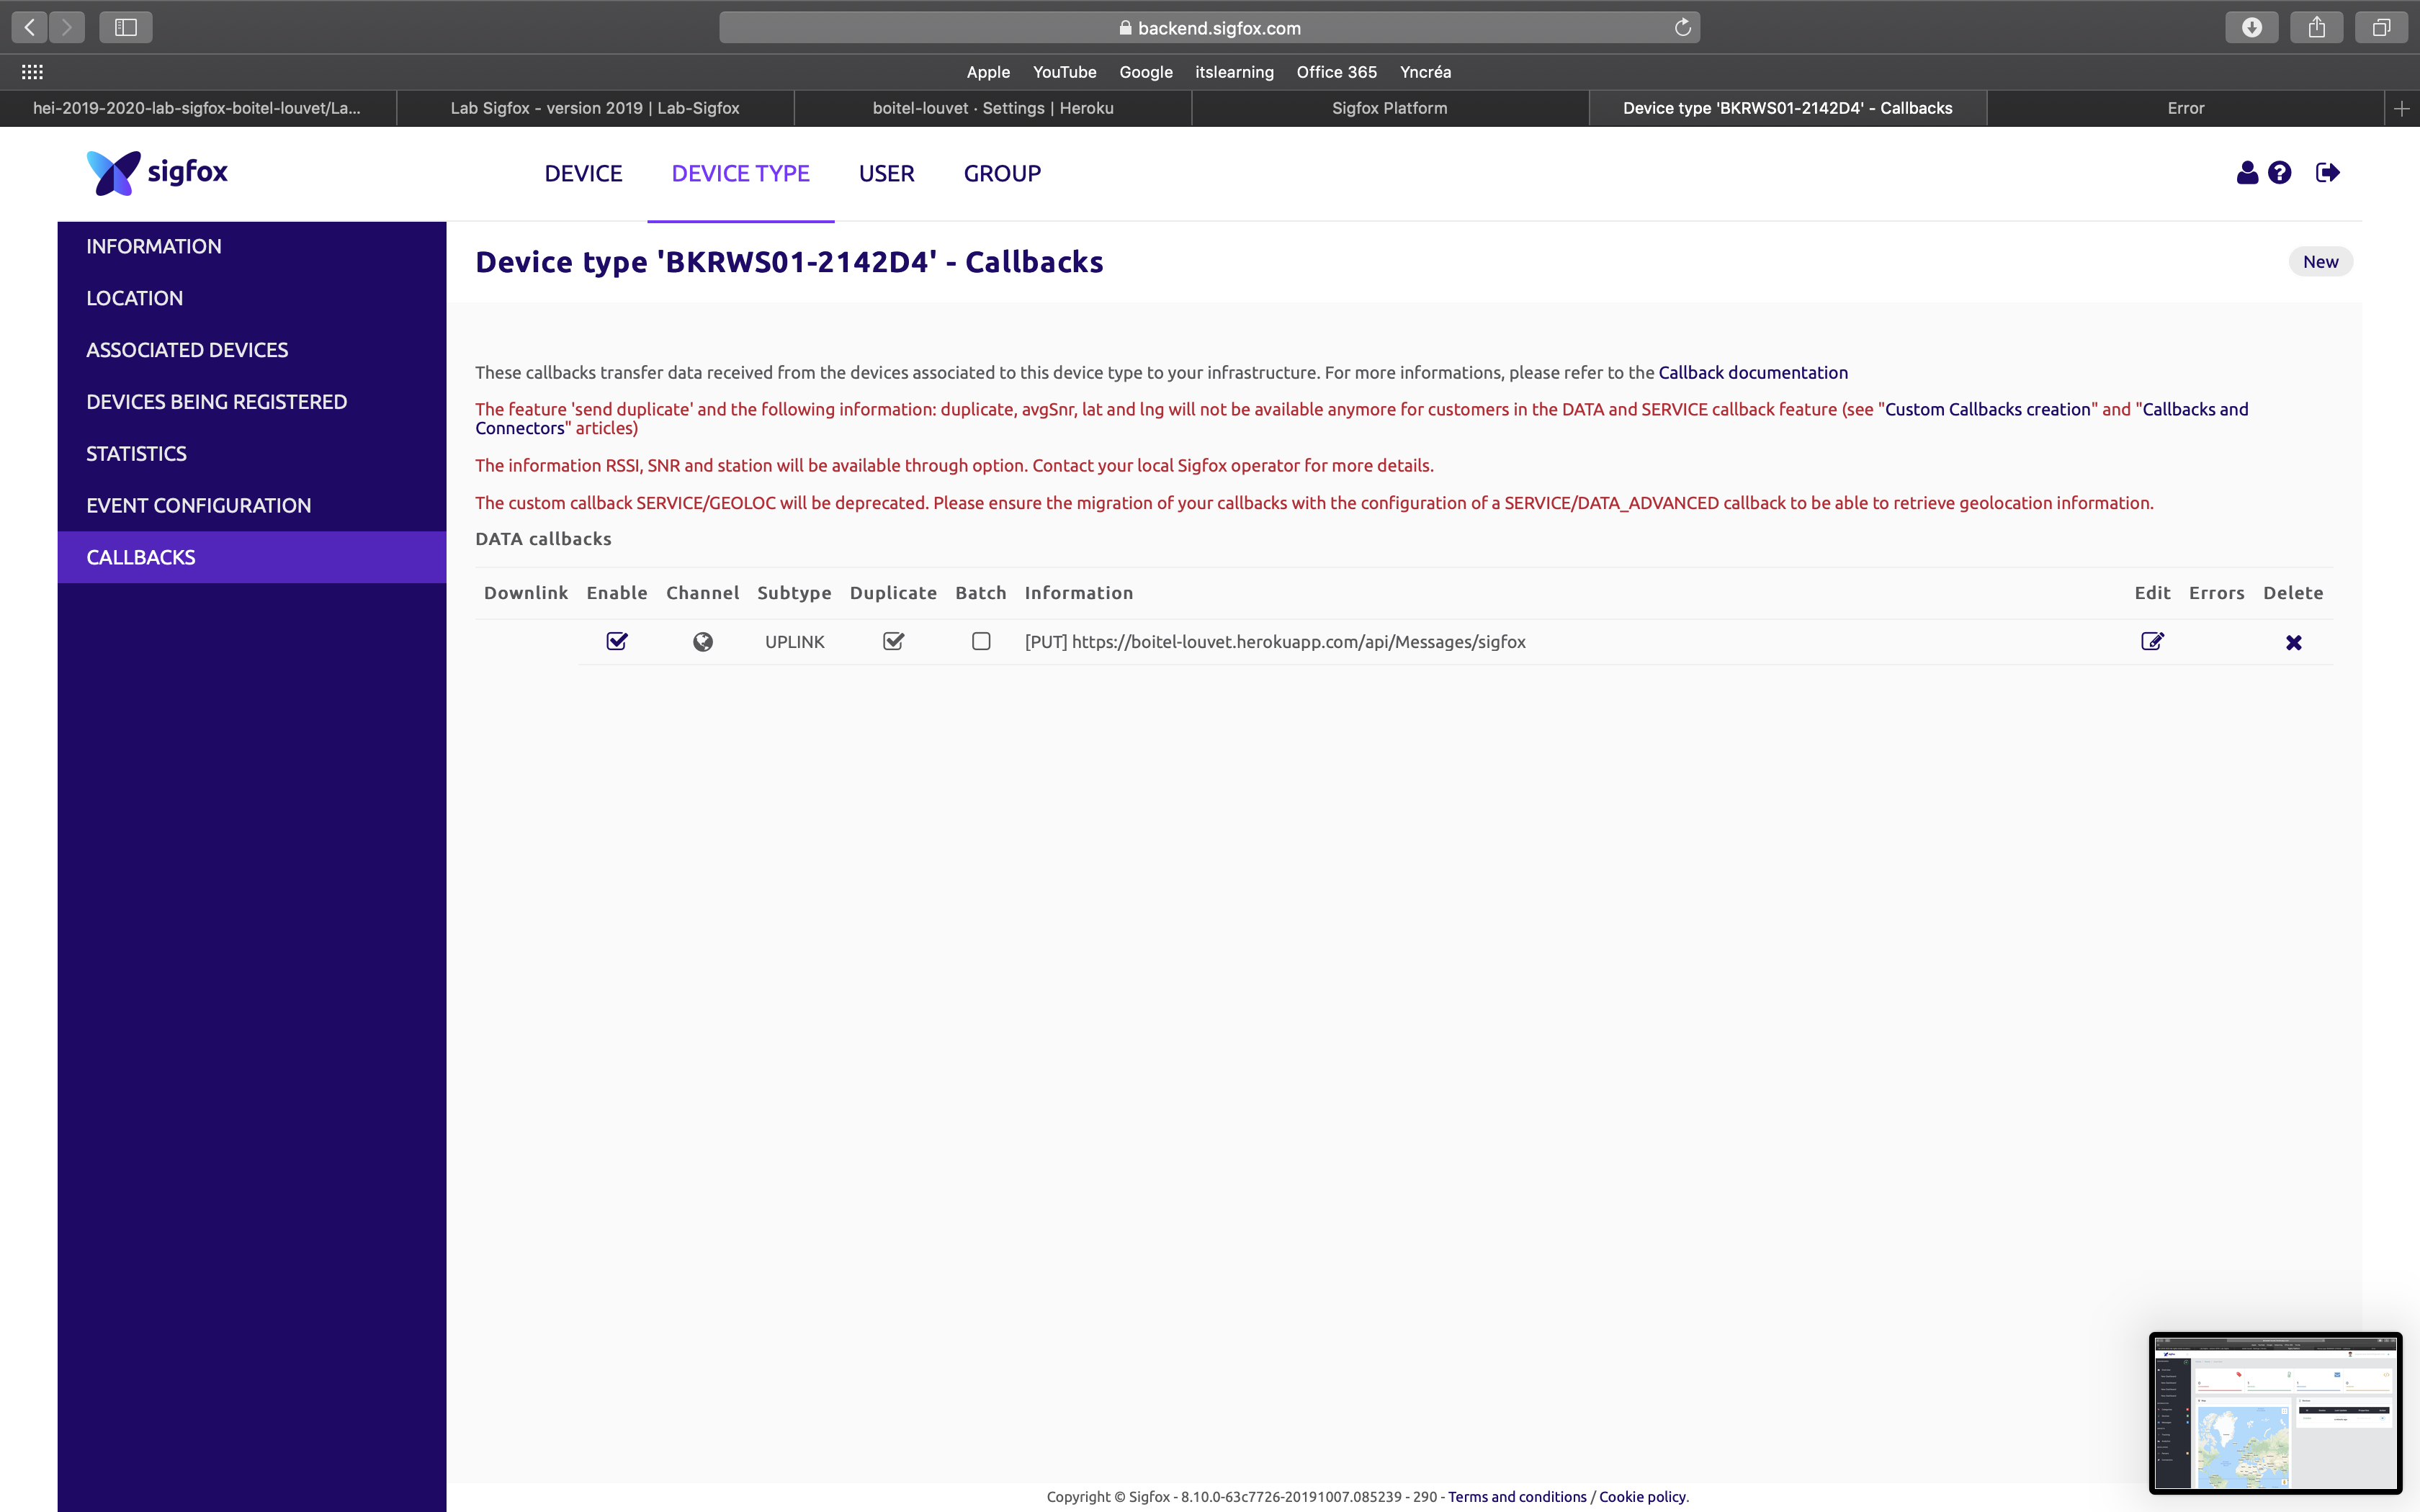 backend.sigfox.com
Apple YouTube Google itslearning Office 365 Yncréa
hei-2019-2020-lab-sigfox-boitel-louvet/La... Lab Sigfox - version 2019 | Lab-Sigfox boitel-louvet · Settings | Heroku Sigfox Platform Device type 'BKRWS01-2142D4' - Callbacks Error
sigfox DEVICE DEVICE TYPE USER GROUP
INFORMATION
LOCATION
ASSOCIATED DEVICES
DEVICES BEING REGISTERED
STATISTICS
EVENT CONFIGURATION
CALLBACKS
Device type 'BKRWS01-2142D4' - Callbacks
New
These callbacks transfer data received from the devices associated to this device type to your infrastructure. For more informations, please refer to the Callback documentation
The feature 'send duplicate' and the following information: duplicate, avgSnr, lat and lng will not be available anymore for customers in the DATA and SERVICE callback feature (see "Custom Callbacks creation" and "Callbacks and
Connectors" articles)
The information RSSI, SNR and station will be available through option. Contact your local Sigfox operator for more details.
The custom callback SERVICE/GEOLOC will be deprecated. Please ensure the migration of your callbacks with the configuration of a SERVICE/DATA_ADVANCED callback to be able to retrieve geolocation information.
DATA callbacks
Downlink Enable Channel Subtype Duplicate Batch Information Edit Errors Delete
UPLINK [PUT] https://boitel-louvet.herokuapp.com/api/Messages/sigfox
Copyright © Sigfox - 8.10.0-63c7726-20191007.085239 - 290 - Terms and conditions / Cookie policy.